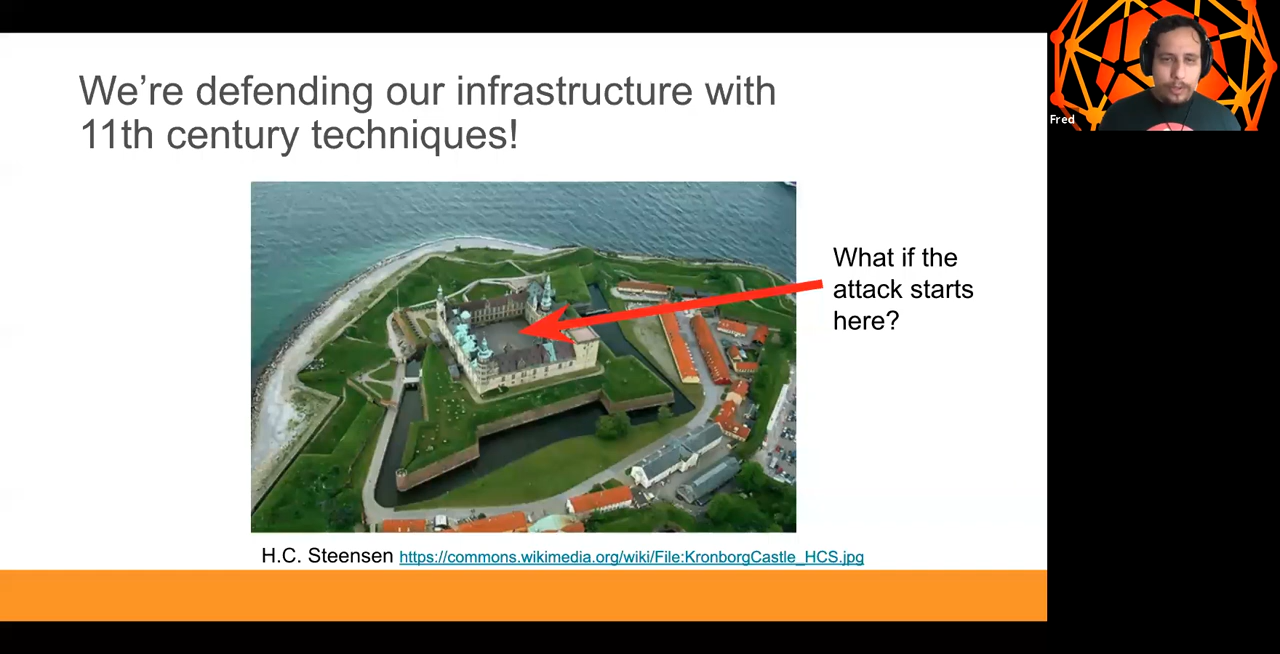 We’re defending our infrastructure with
11th century techniques!
What if the
attack starts
here?
H.C. Steensen https://commons.wikimedia.org/wiki/File:KronborgCastle_HCS.jpg
Fred